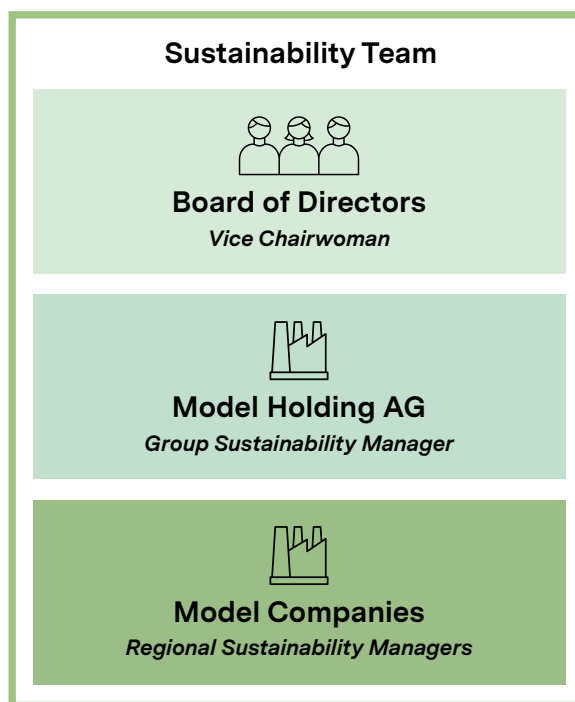 Sustainability Team
Board of Directors
Vice Chairwoman
Model Holding AG
Group Sustainability Manager
Model Companies
Regional Sustainability Managers